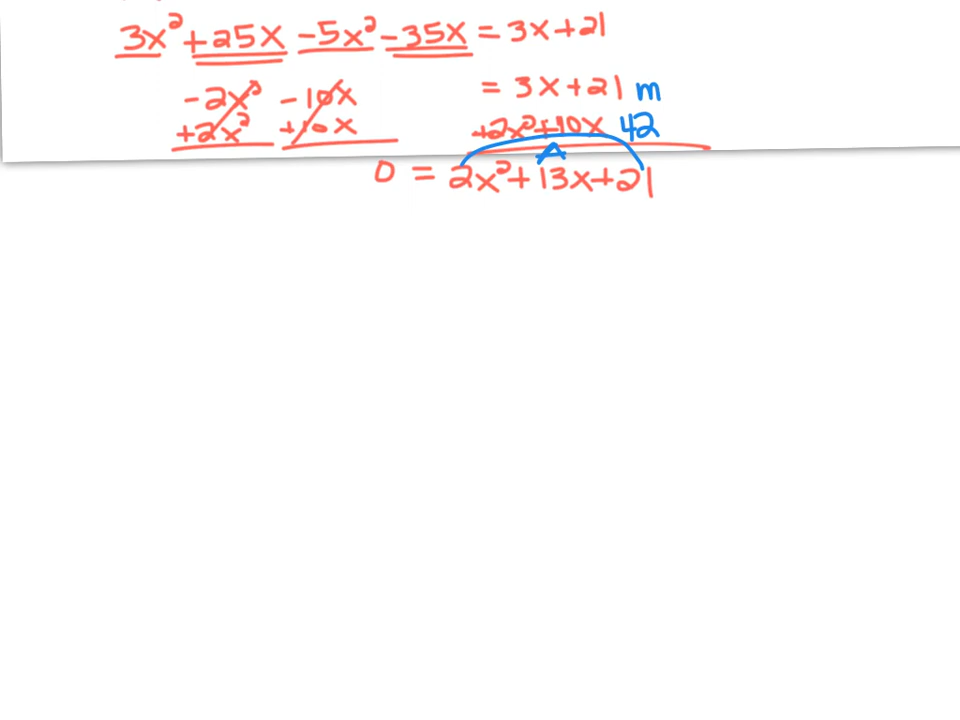 3x² + 25x - 5x² - 35x = 3x + 21
-2x² - 10x = 3x + 21 m
+2x² +10x +2x² + 10x 42
A
0 = 2x² + 13x + 21